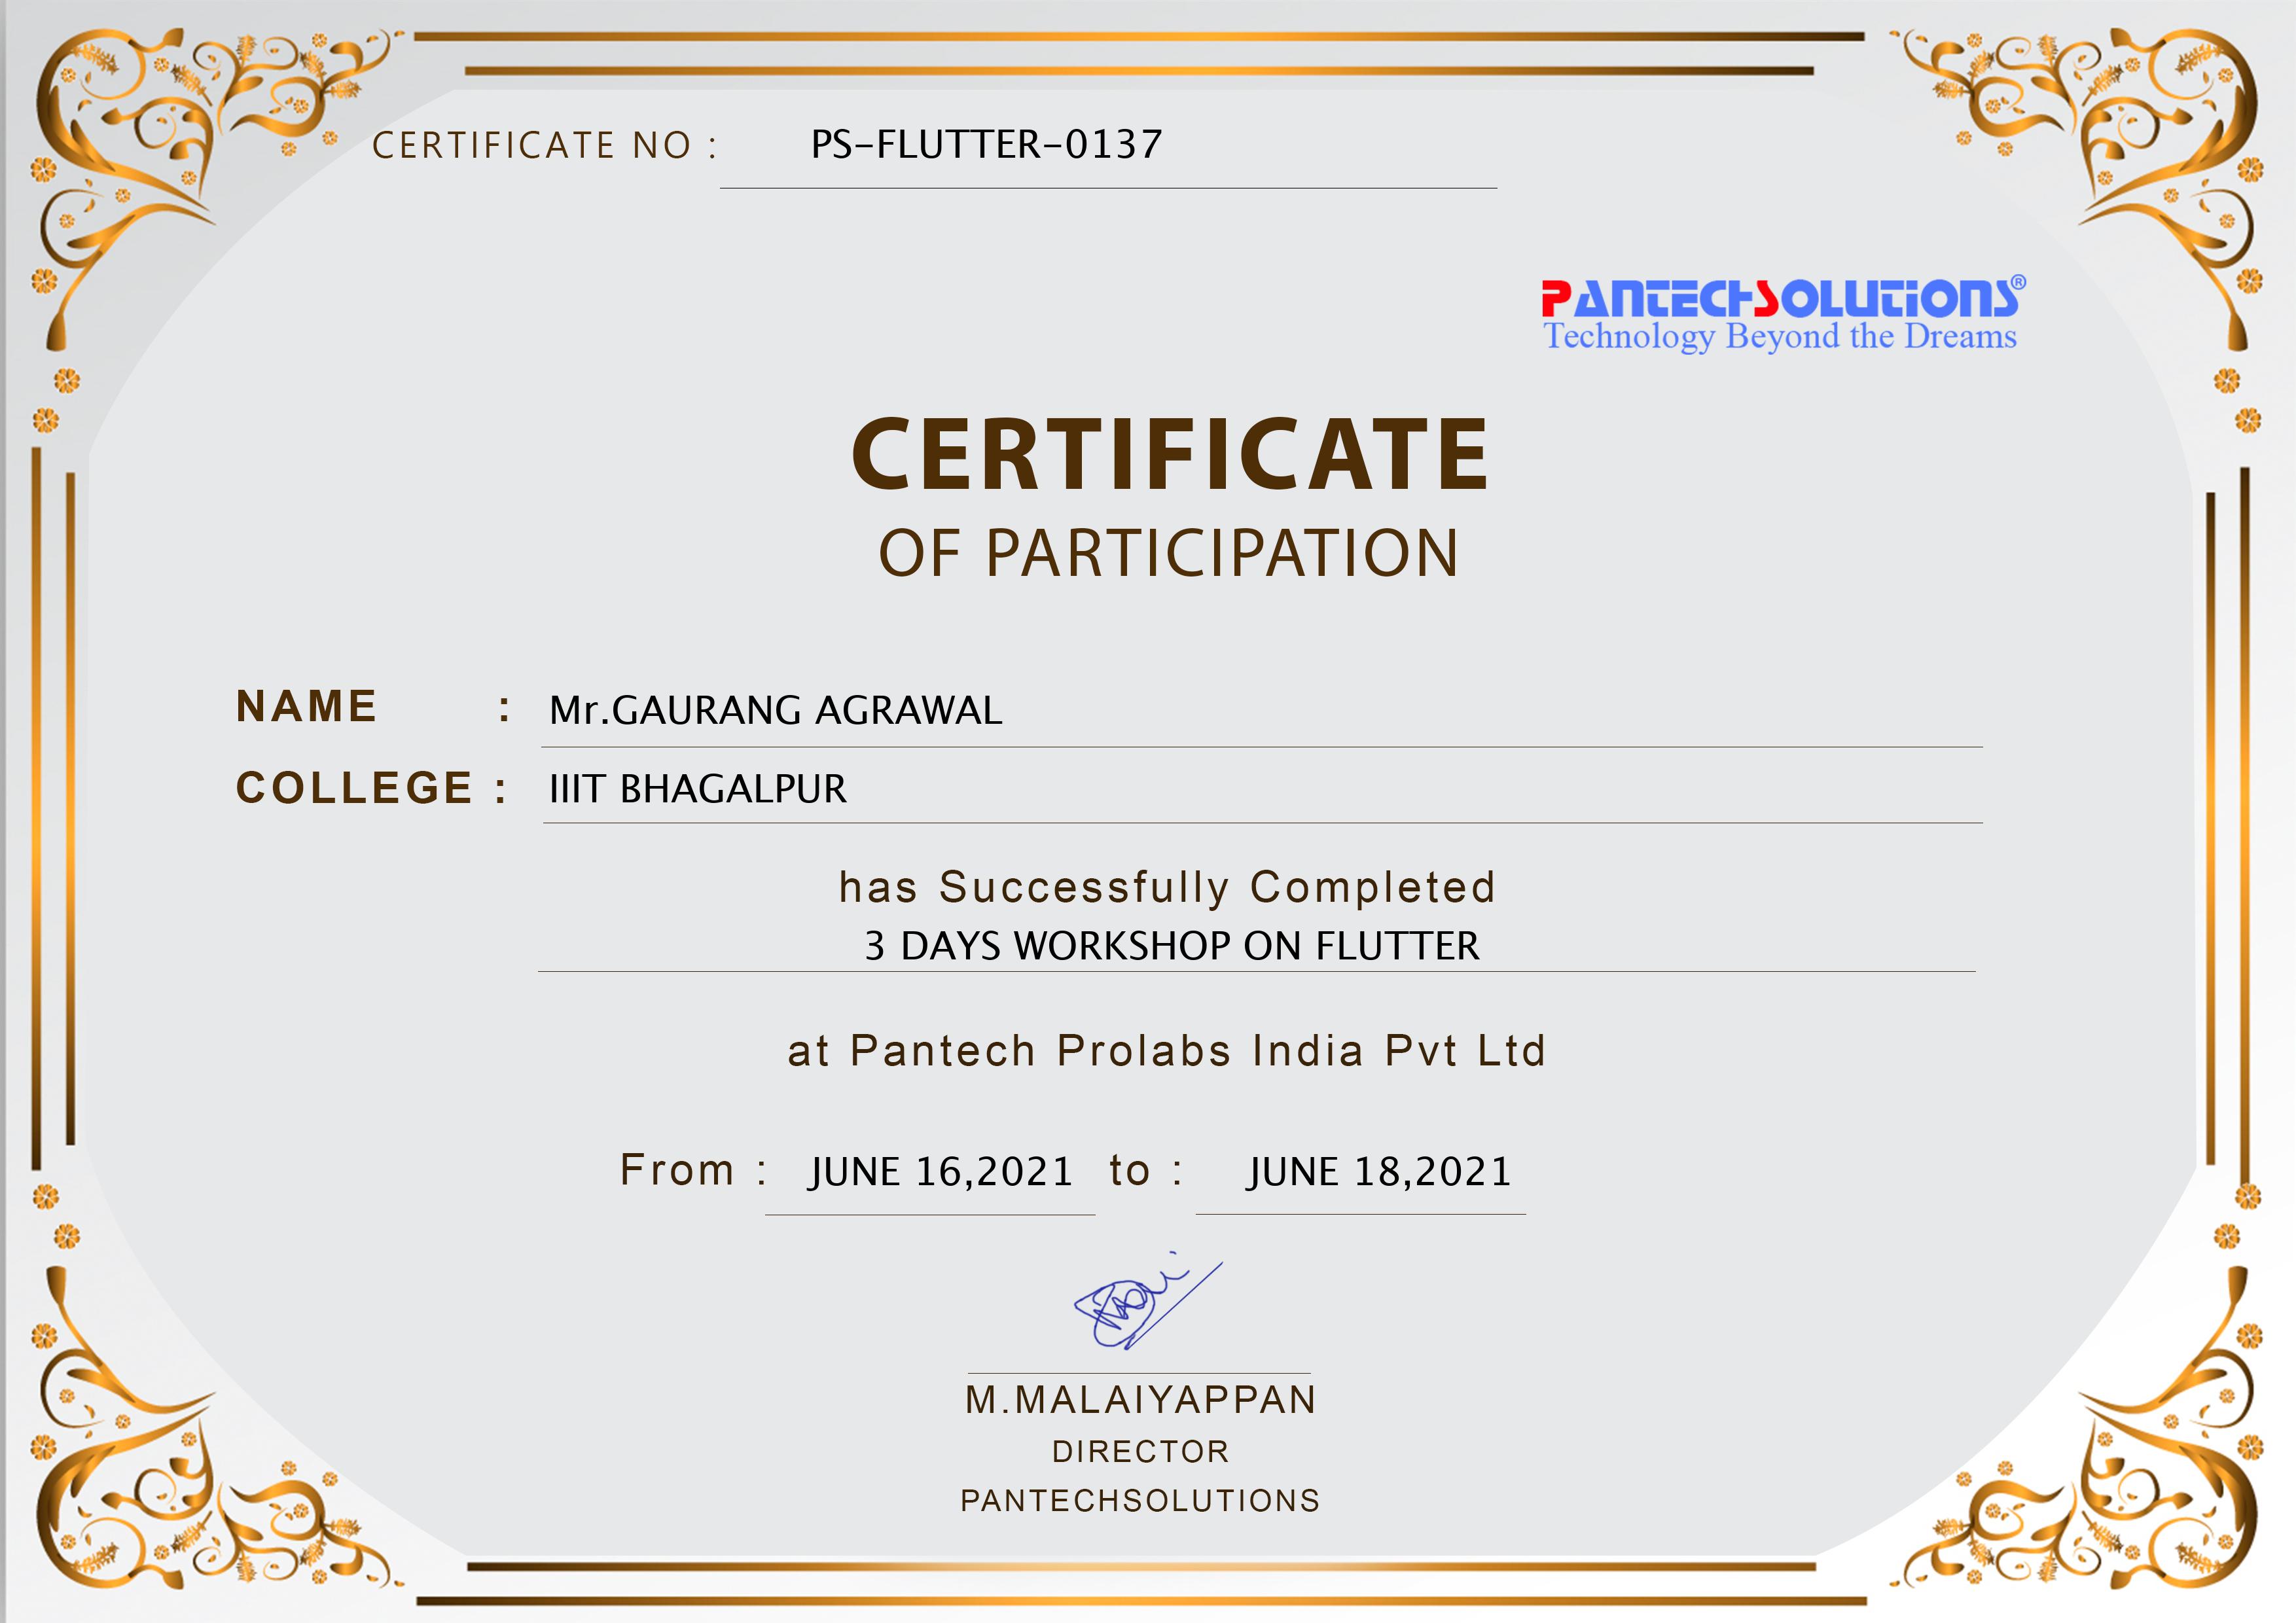 CERTIFICATE NO : PS-FLUTTER-0137
PANTECHSOLUTIONS®
Technology Beyond the Dreams
CERTIFICATE
OF PARTICIPATION
NAME : Mr.GAURANG AGRAWAL
COLLEGE : IIIT BHAGALPUR
has Successfully Completed
3 DAYS WORKSHOP ON FLUTTER
at Pantech Prolabs India Pvt Ltd
From : JUNE 16,2021 to : JUNE 18,2021
M.MALAIYAPPAN
DIRECTOR
PANTECHSOLUTIONS